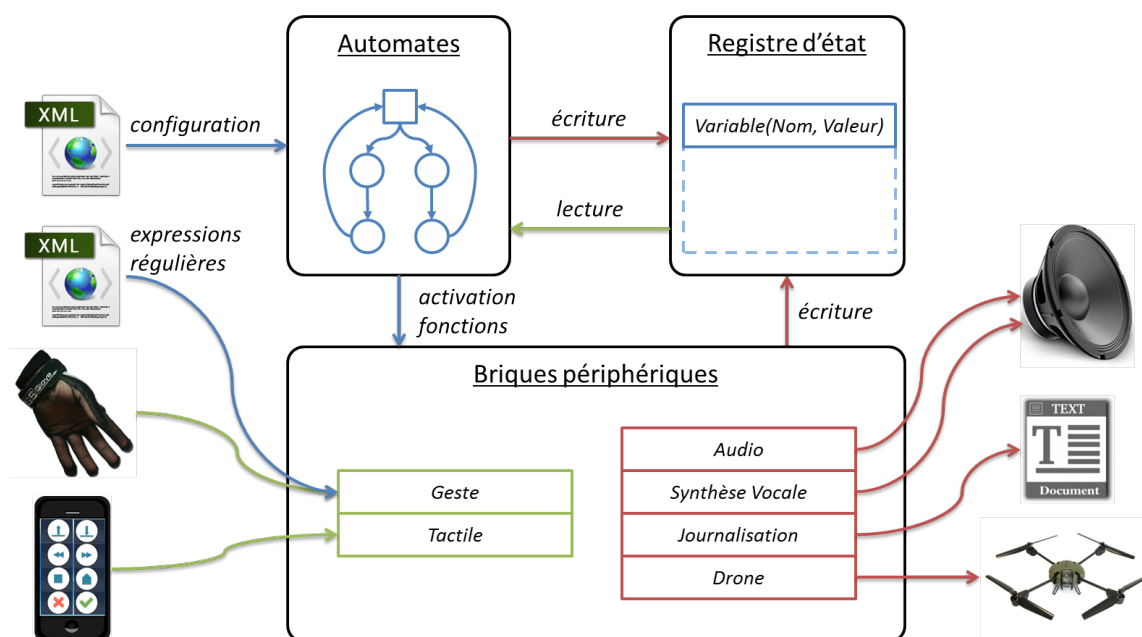 Automates
Registre d'état
XML
configuration
écriture
Variable(Nom, Valeur)
lecture
XML
expressions
régulières
activation
fonctions
écriture
Briques périphériques
Geste
Tactile
Audio
Synthèse Vocale
Journalisation
Drone
TEXT
T
Document